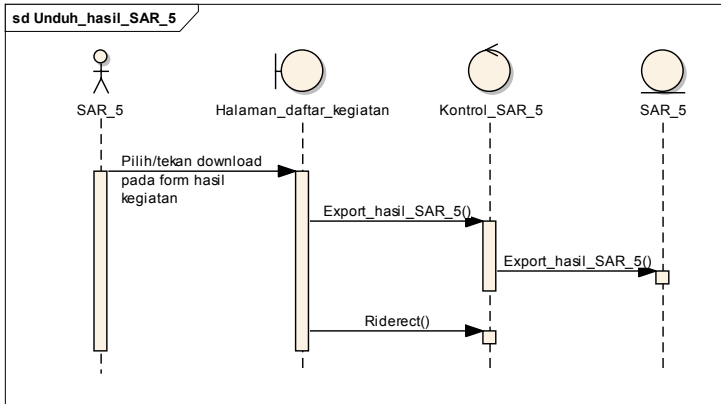 sd Unduh_hasil_SAR_5
SAR_5
Halaman_daftar_kegiatan
Kontrol_SAR_5
SAR_5
Pilih/tekan download
pada form hasil
kegiatan
Export_hasil_SAR_5()
Export_hasil_SAR_5()
Riderect()